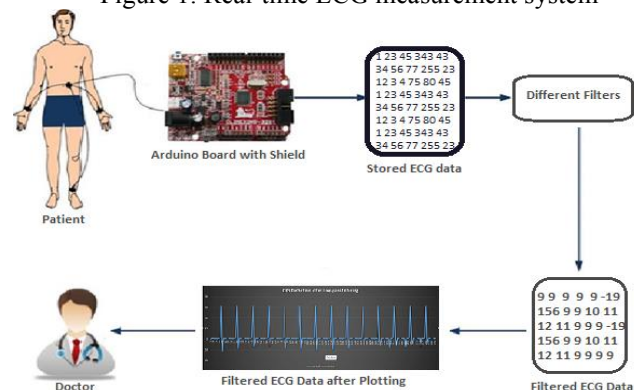 Figure 1: Real time ECG measurement system
1 23 45 343 43
34 56 77 255 23
12 3 4 75 80 45
1 23 45 343 43
34 56 77 255 23
12 3 4 75 80 45
1 23 45 343 43
34 56 77 255 23
Different Filters
Arduino Board with Shield
Stored ECG data
Patient
9 9 9 9 9 -19
156 9 9 10 11
12 11 9 9 9 -19
156 9 9 10 11
12 11 9 9 9 9
Doctor
Filtered ECG Data after Plotting
Filtered ECG Data